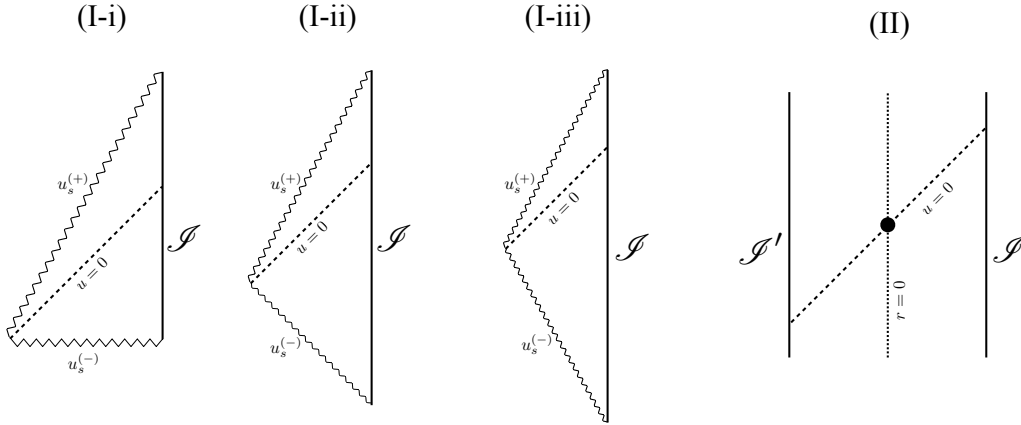 (I-i)
u_s^{(+)}
u = 0
ℐ
u_s^{(-)}
(I-ii)
u_s^{(+)}
u = 0
ℐ
u_s^{(-)}
(I-iii)
u_s^{(+)}
u = 0
ℐ
u_s^{(-)}
(II)
ℐ′
u = 0
r = 0
ℐ